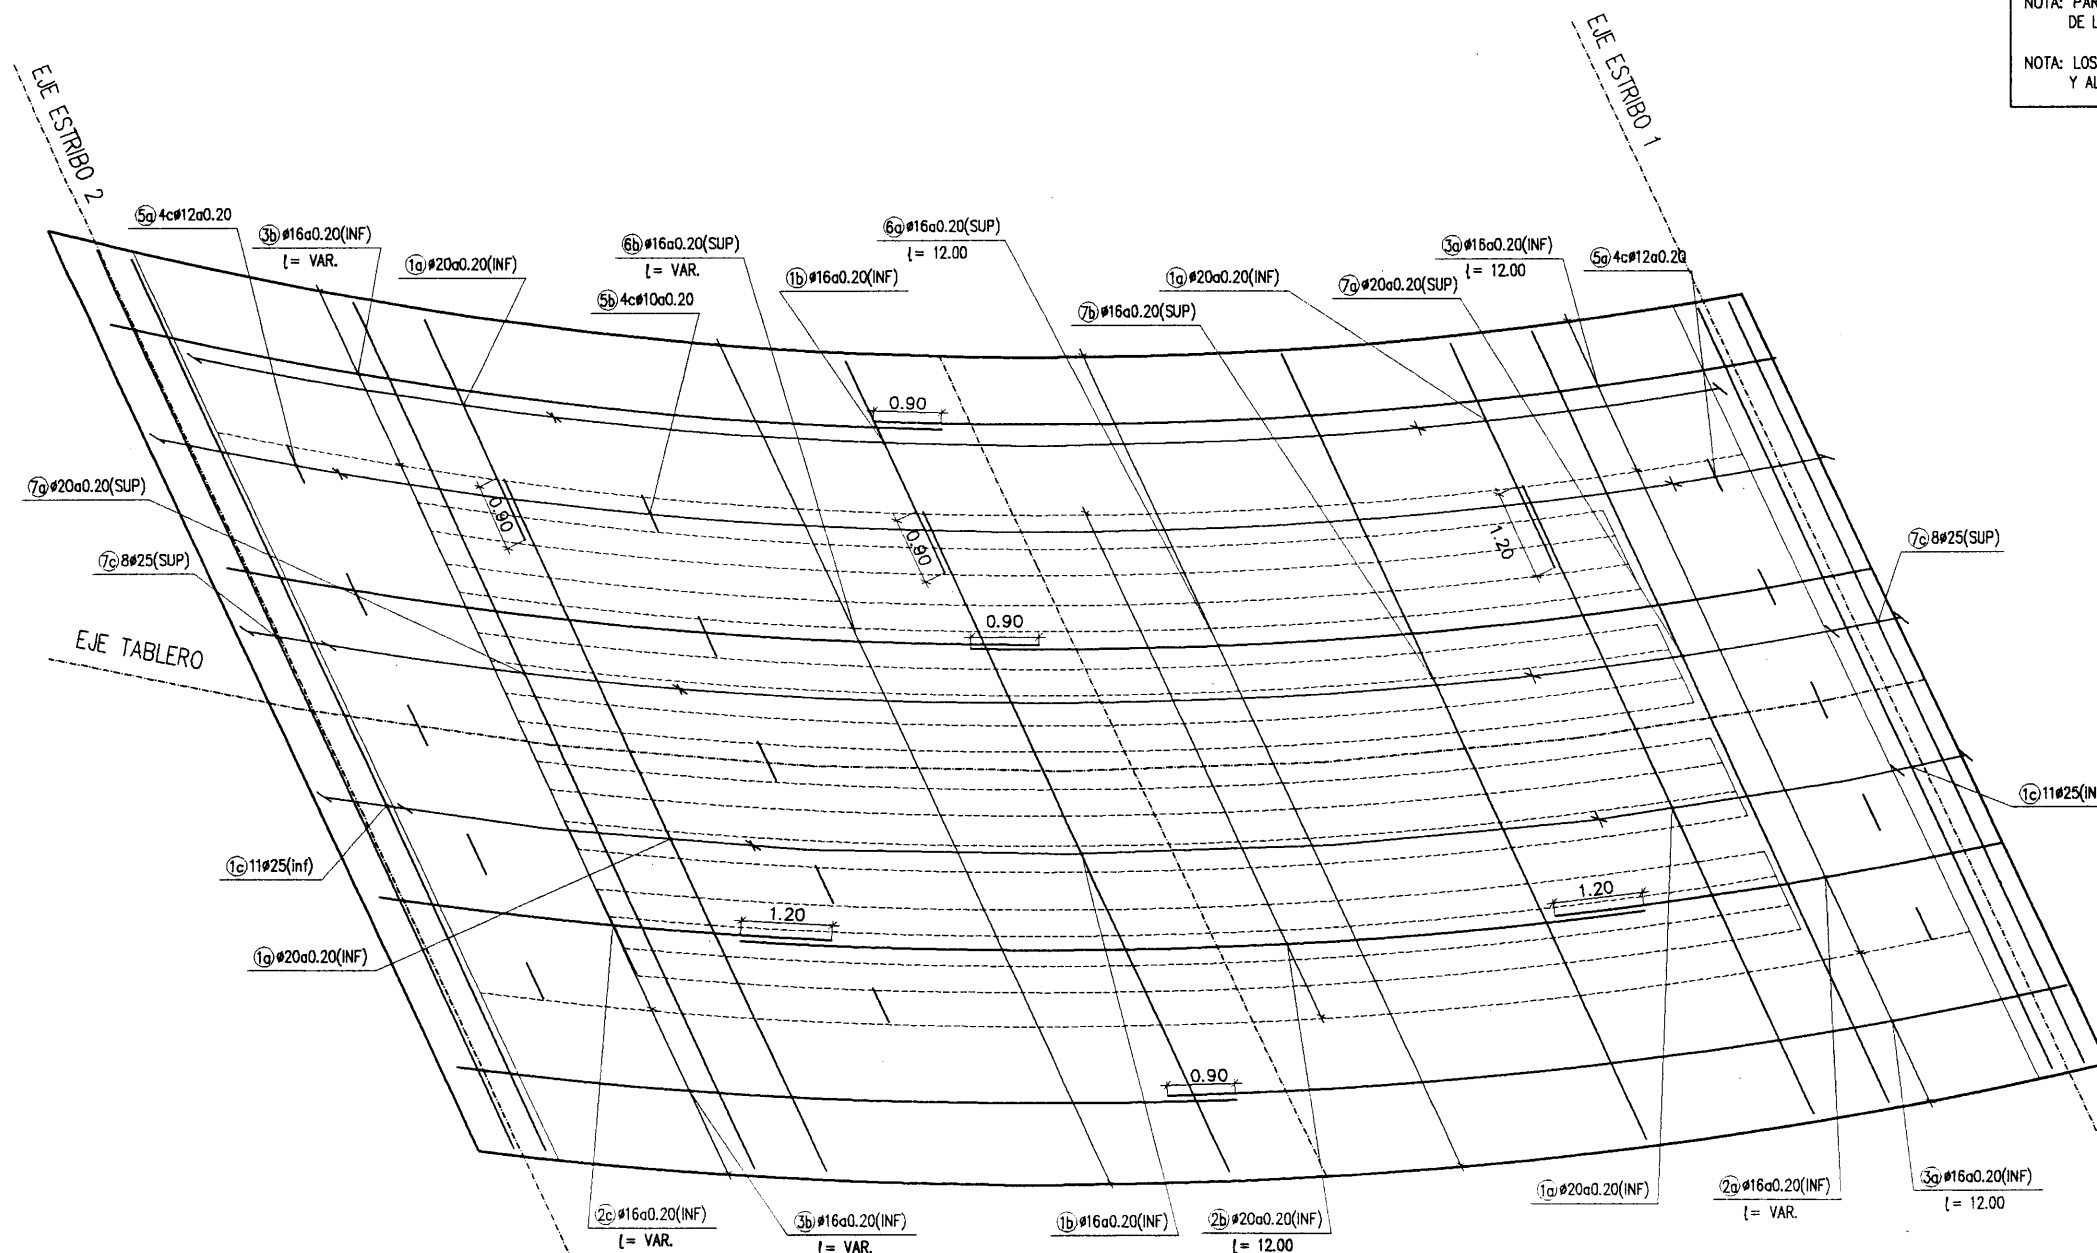 NOTA:
DE L
NOTA: LOS
Y AL
EJE ESTRIBO 2
EJE ESTRIBO 1
5a 4cø12a0.20
3b ø16a0.20(INF)
l= VAR.
1a ø20a0.20(INF)
6b ø16a0.20(SUP)
l= VAR.
5b 4cø10a0.20
6a ø16a0.20(SUP)
l= 12.00
1b ø16a0.20(INF)
7b ø16a0.20(SUP)
1a ø20a0.20(INF)
7a ø20a0.20(SUP)
3a ø16a0.20(INF)
l= 12.00
5a 4cø12a0.20
0.90
7a ø20a0.20(SUP)
0.90
0.90
1.20
7c 8ø25(SUP)
7c 8ø25(SUP)
0.90
EJE TABLERO
1c 11ø25(IN
1c 11ø25(inf)
1.20
1.20
1a ø20a0.20(INF)
0.90
2c ø16a0.20(INF)
l= VAR.
3b ø16a0.20(INF)
l= VAR.
1b ø16a0.20(INF)
2b ø20a0.20(INF)
l= 12.00
1a ø20a0.20(INF)
2a ø16a0.20(INF)
l= VAR.
3a ø16a0.20(INF)
l= 12.00